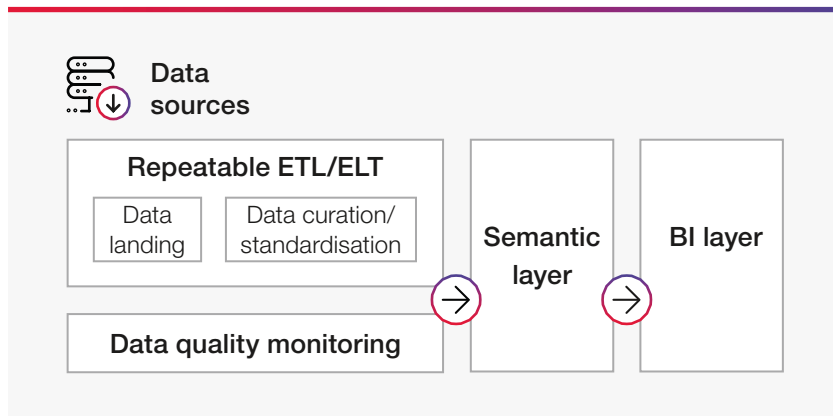 Data
sources
Repeatable ETL/ELT
Data
landing
Data curation/
standardisation
Data quality monitoring
Semantic
layer
BI layer